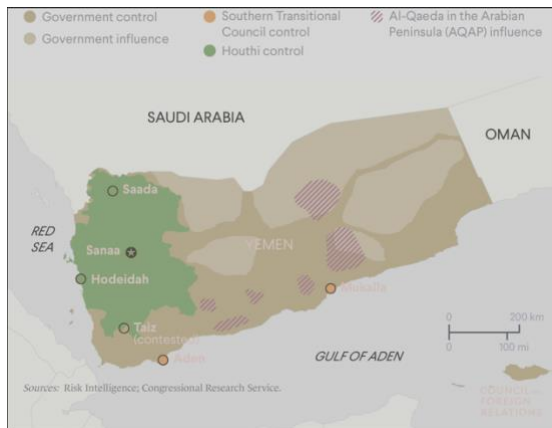 Government control
Government influence
Southern Transitional
Council control
Houthi control
Al-Qaeda in the Arabian
Peninsula (AQAP) influence
SAUDI ARABIA
OMAN
Saada
RED
SEA
Sanaa
YEMEN
Hodeidah
Mukalla
Taiz
(contested)
Aden
GULF OF ADEN
0 200 km
0 100 mi
Sources: Risk Intelligence; Congressional Research Service.
COUNCIL on
FOREIGN
RELATIONS